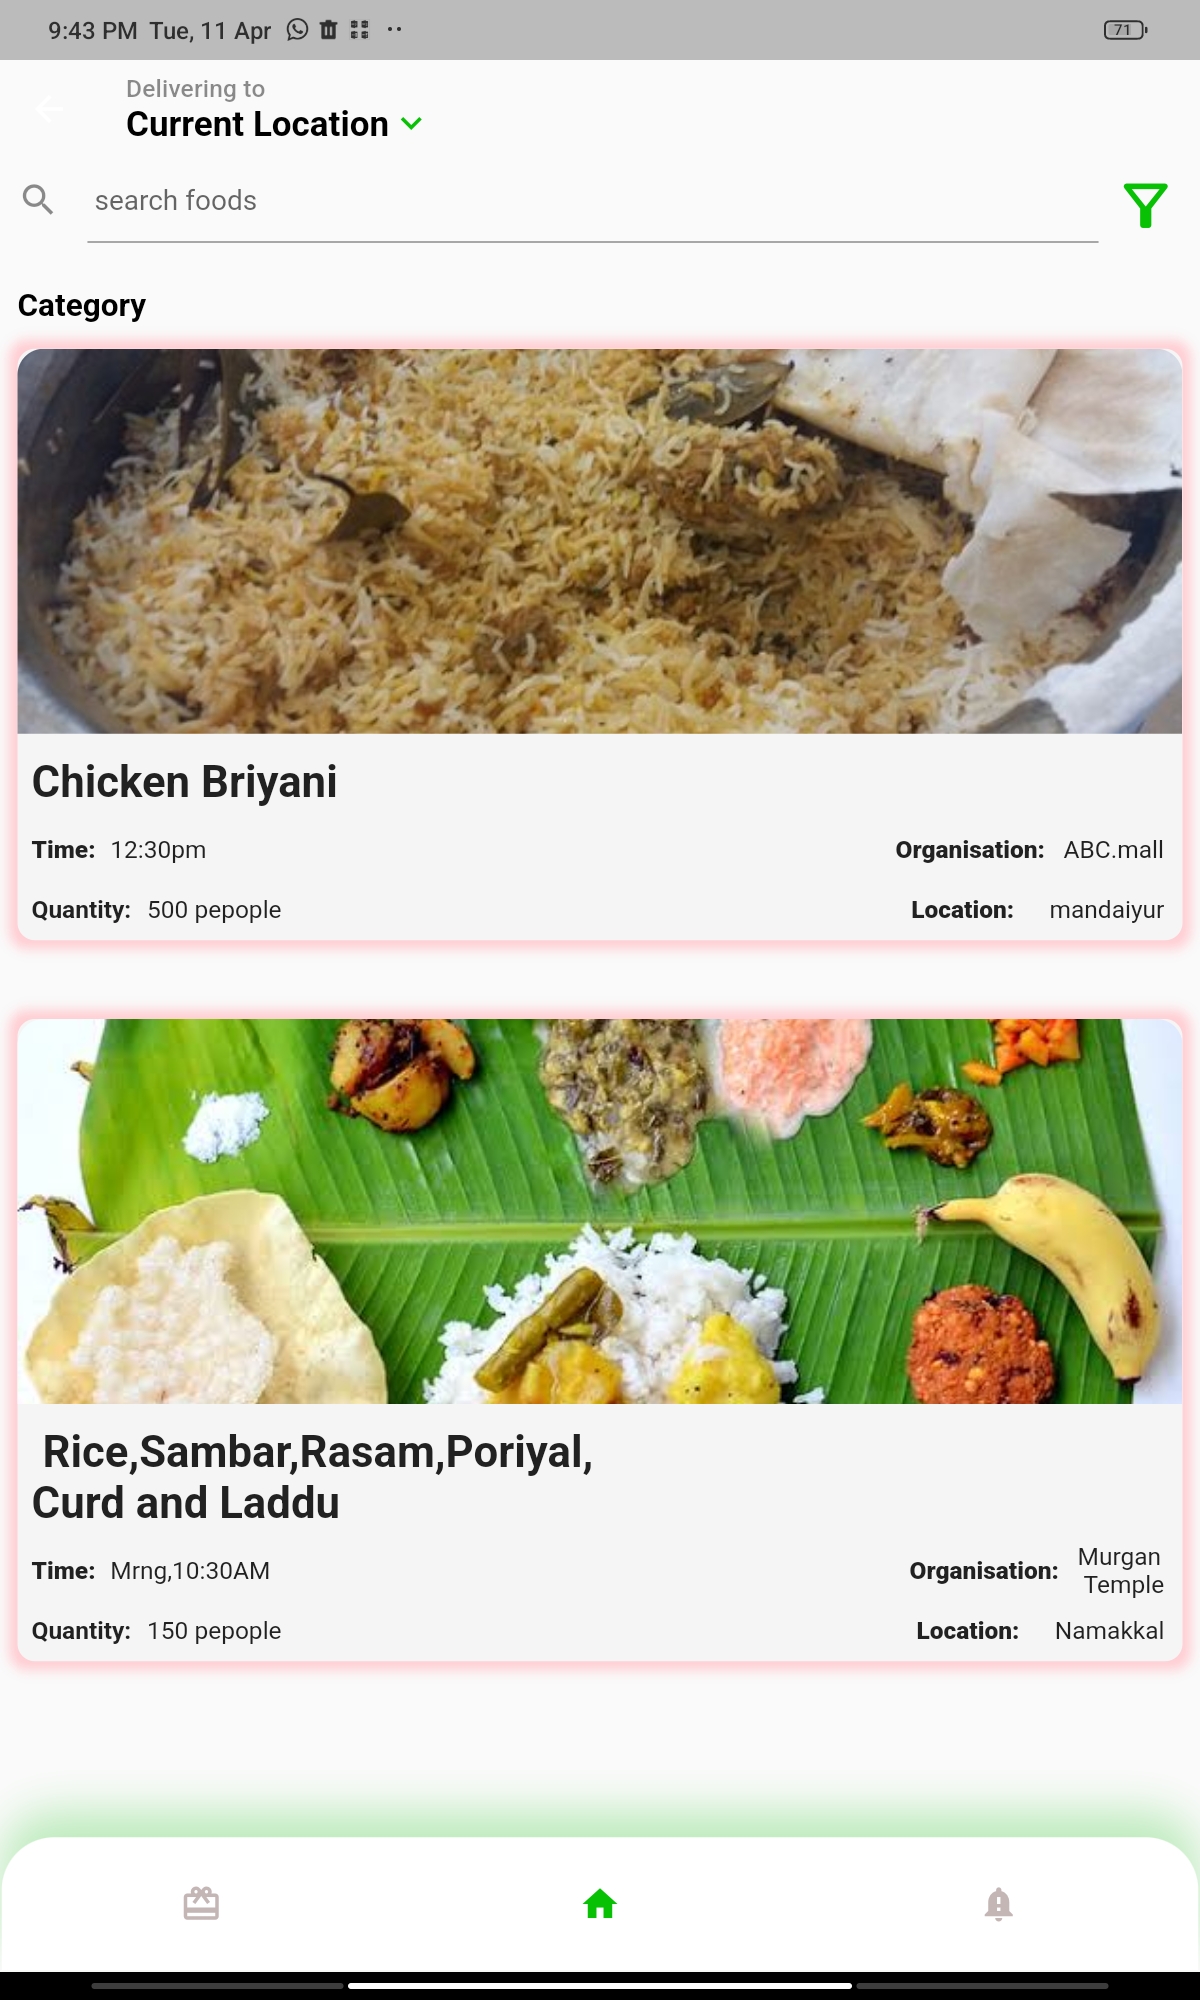 9:43 PM Tue, 11 Apr
71
Delivering to
Current Location
search foods
Category
Chicken Briyani
Time: 12:30pm Organisation: ABC.mall
Quantity: 500 pepople Location: mandaiyur
Rice,Sambar,Rasam,Poriyal,
Curd and Laddu
Time: Mrng,10:30AM Organisation: Murgan
Temple
Quantity: 150 pepople Location: Namakkal